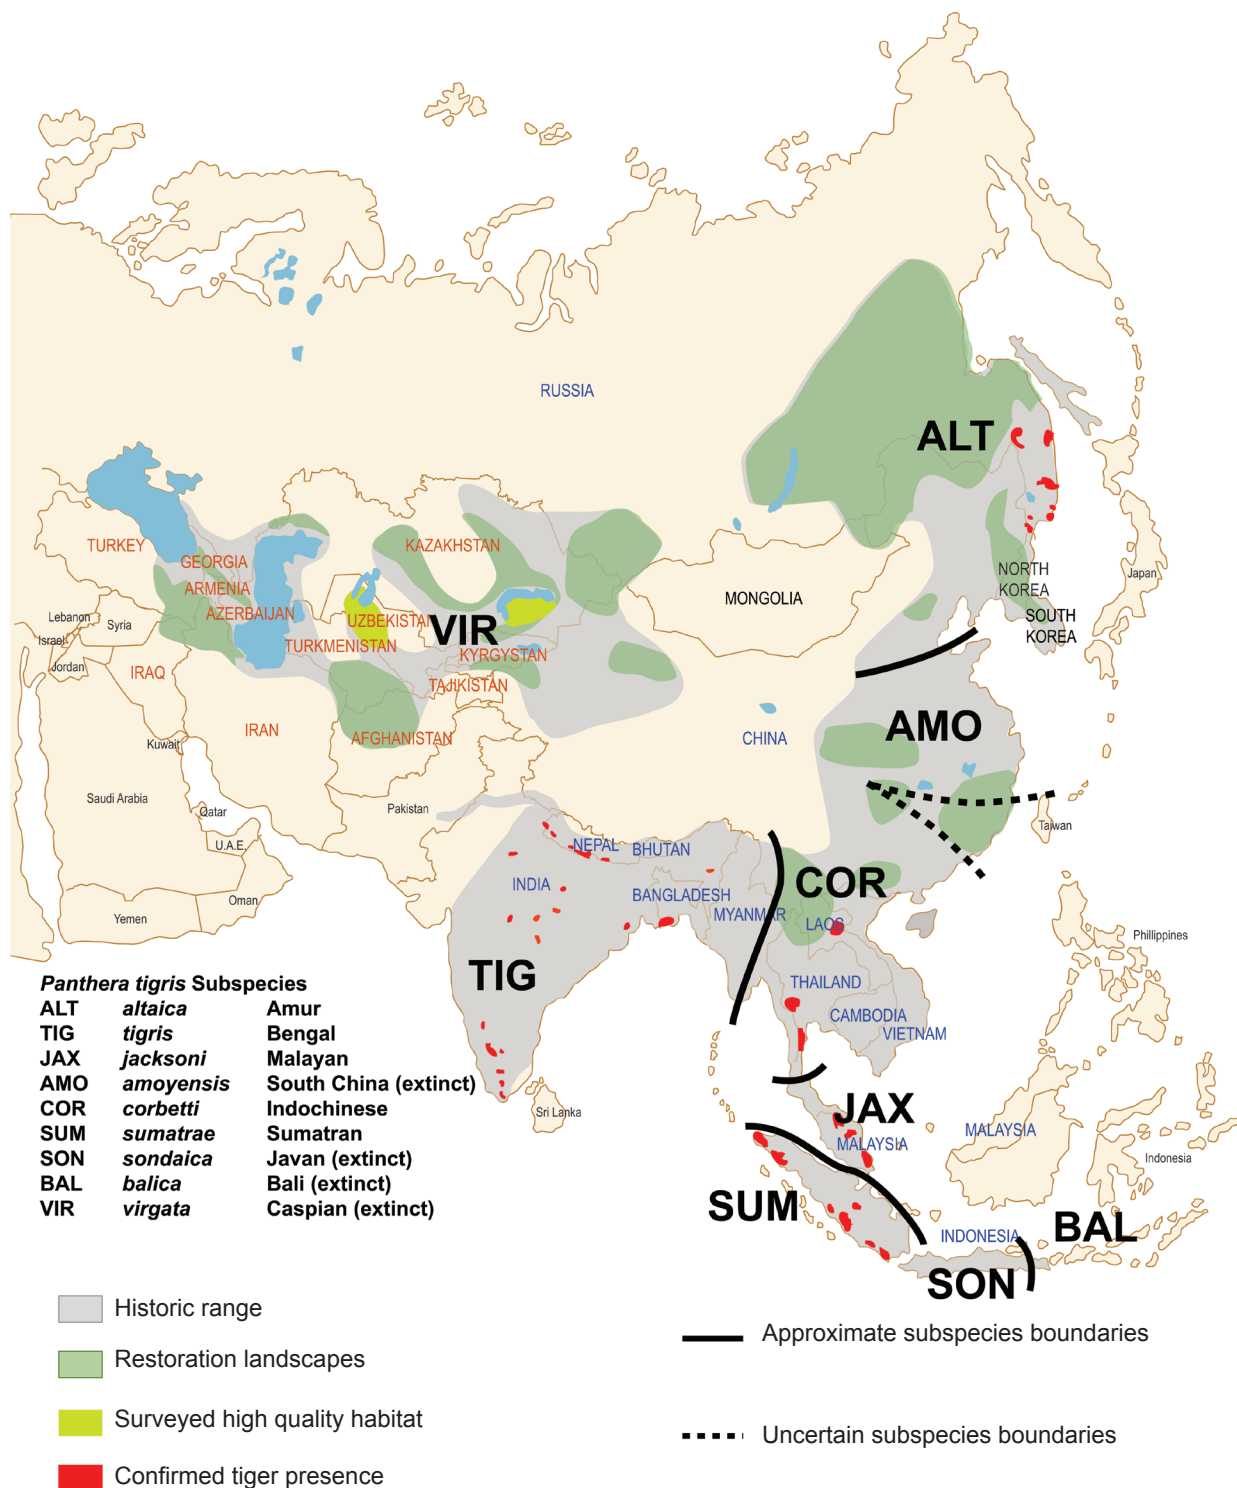 RUSSIA
ALT
TURKEY
GEORGIA
KAZAKHSTAN
ARMENIA
AZERBAIJAN
UZBEKISTAN
VIR
TURKMENISTAN
KYRGYSTAN
TAJIKISTAN
MONGOLIA
NORTH
KOREA
SOUTH
KOREA
Japan
Lebanon
Syria
Israel
Jordan
IRAQ
IRAN
AFGHANISTAN
Kuwait
CHINA
AMO
Saudi Arabia
Qatar
Pakistan
U.A.E.
Oman
Yemen
Taiwan
NEPAL
BHUTAN
INDIA
BANGLADESH
MYANMAR
COR
LAOS
Phillippines
TIG
THAILAND
CAMBODIA
VIETNAM
Sri Lanka
JAX
MALAYSIA
MALAYSIA
Indonesia
SUM
INDONESIA
BAL
SON
Panthera tigris Subspecies
ALT altaica Amur
TIG tigris Bengal
JAX jacksoni Malayan
AMO amoyensis South China (extinct)
COR corbetti Indochinese
SUM sumatrae Sumatran
SON sondaica Javan (extinct)
BAL balica Bali (extinct)
VIR virgata Caspian (extinct)
Historic range
Restoration landscapes
Surveyed high quality habitat
Confirmed tiger presence
Approximate subspecies boundaries
Uncertain subspecies boundaries